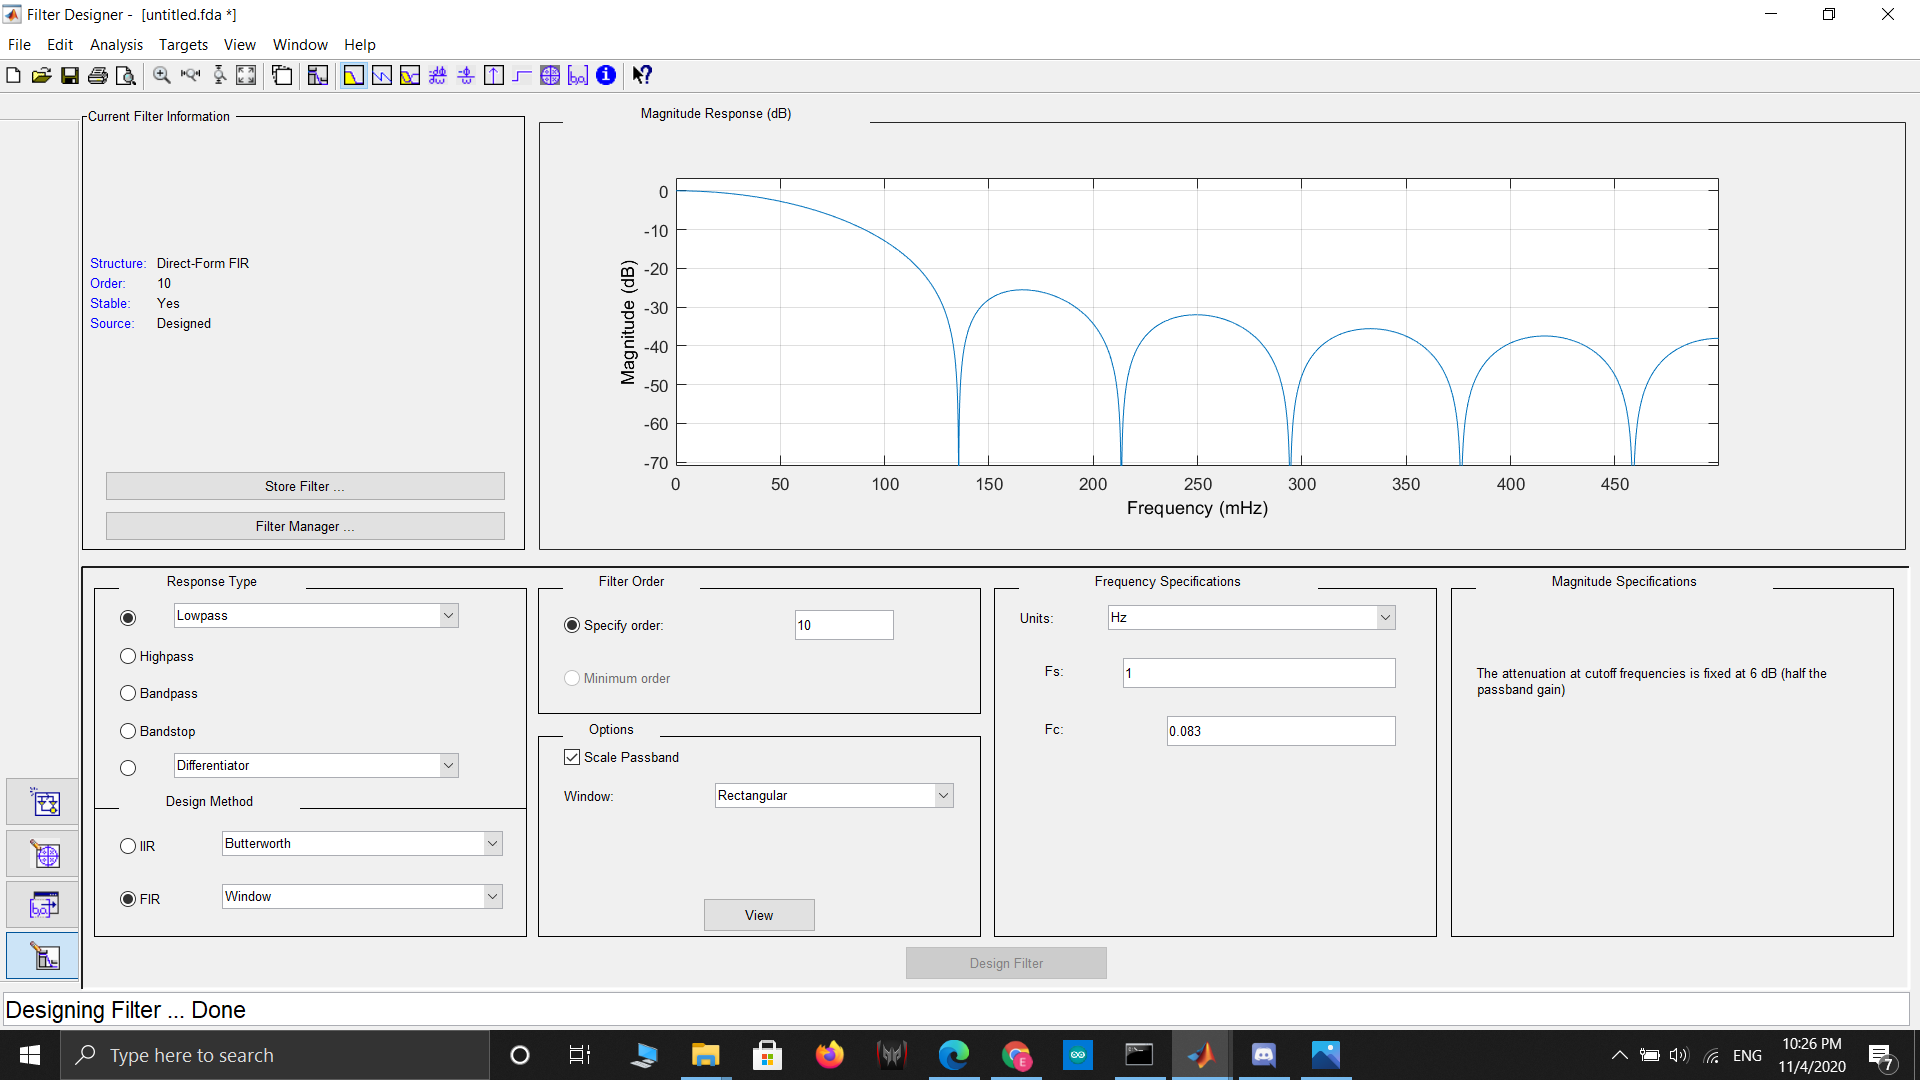 Filter Designer - [untitled.fda *]
File Edit Analysis Targets View Window Help
Current Filter Information
Structure: Direct-Form FIR
Order: 10
Stable: Yes
Source: Designed
Store Filter ...
Filter Manager ...
Magnitude Response (dB)
0
-10
-20
-30
-40
-50
-60
-70
Magnitude (dB)
0 50 100 150 200 250 300 350 400 450
Frequency (mHz)
Response Type
Lowpass
Highpass
Bandpass
Bandstop
Differentiator
Design Method
IIR Butterworth
FIR Window
Filter Order
Specify order: 10
Minimum order
Options
Scale Passband
Window: Rectangular
View
Frequency Specifications
Units: Hz
Fs: 1
Fc: 0.083
Magnitude Specifications
The attenuation at cutoff frequencies is fixed at 6 dB (half the
passband gain)
Design Filter
Designing Filter ... Done
Type here to search
ENG
10:26 PM
11/4/2020
7